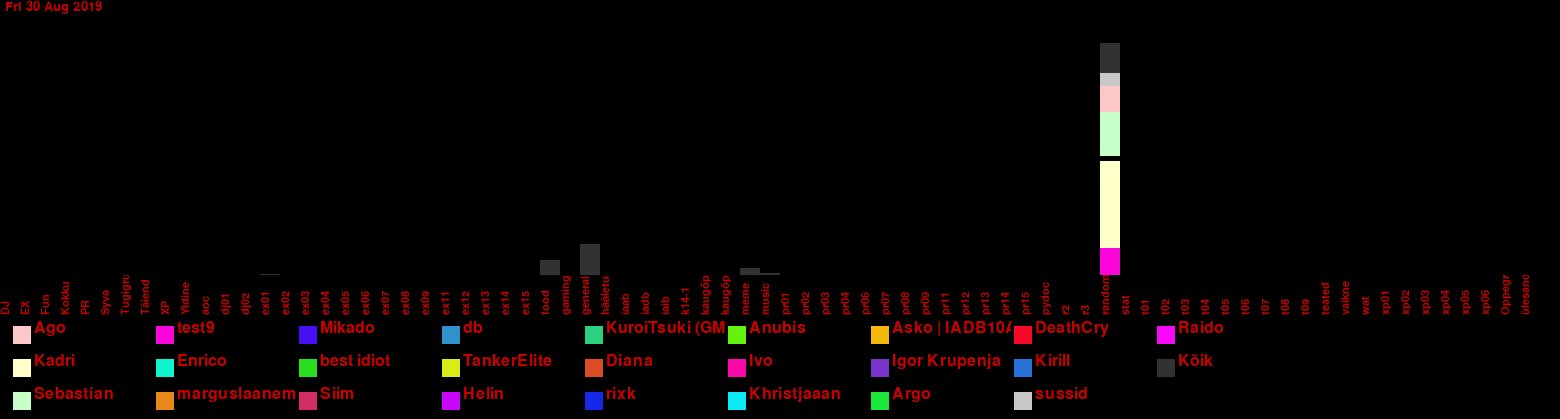 Fri 30 Aug 2019
DJ
EX
Fun
Kokku
PR
Syva
Tugigru
Täiend
XP
Yldine
aoc
dj01
dj02
ex01
ex02
ex03
ex04
ex05
ex06
ex07
ex08
ex09
ex11
ex12
ex13
ex14
ex15
food
gaming
general
hääletu
iaab
iadb
iaib
k14-1
kaugõp
kaugõp
meme
music
pr01
pr02
pr03
pr04
pr06
pr07
pr08
pr09
pr11
pr12
pr13
pr14
pr15
pydoc
r2
r3
random
stat
t01
t02
t03
t04
t05
t06
t07
t08
t09
teated
vaikne
wat
xp01
xp02
xp03
xp04
xp05
xp06
Õppegr
ülesand
Ago test9 Mikado db KuroiTsuki (GM Anubis Asko | IADB10A DeathCry Raido
Kadri Enrico best idiot TankerElite Diana Ivo Igor Krupenja Kirill Kõik
Sebastian marguslaanem Siim Helin rixk Khristjaaan Argo sussid